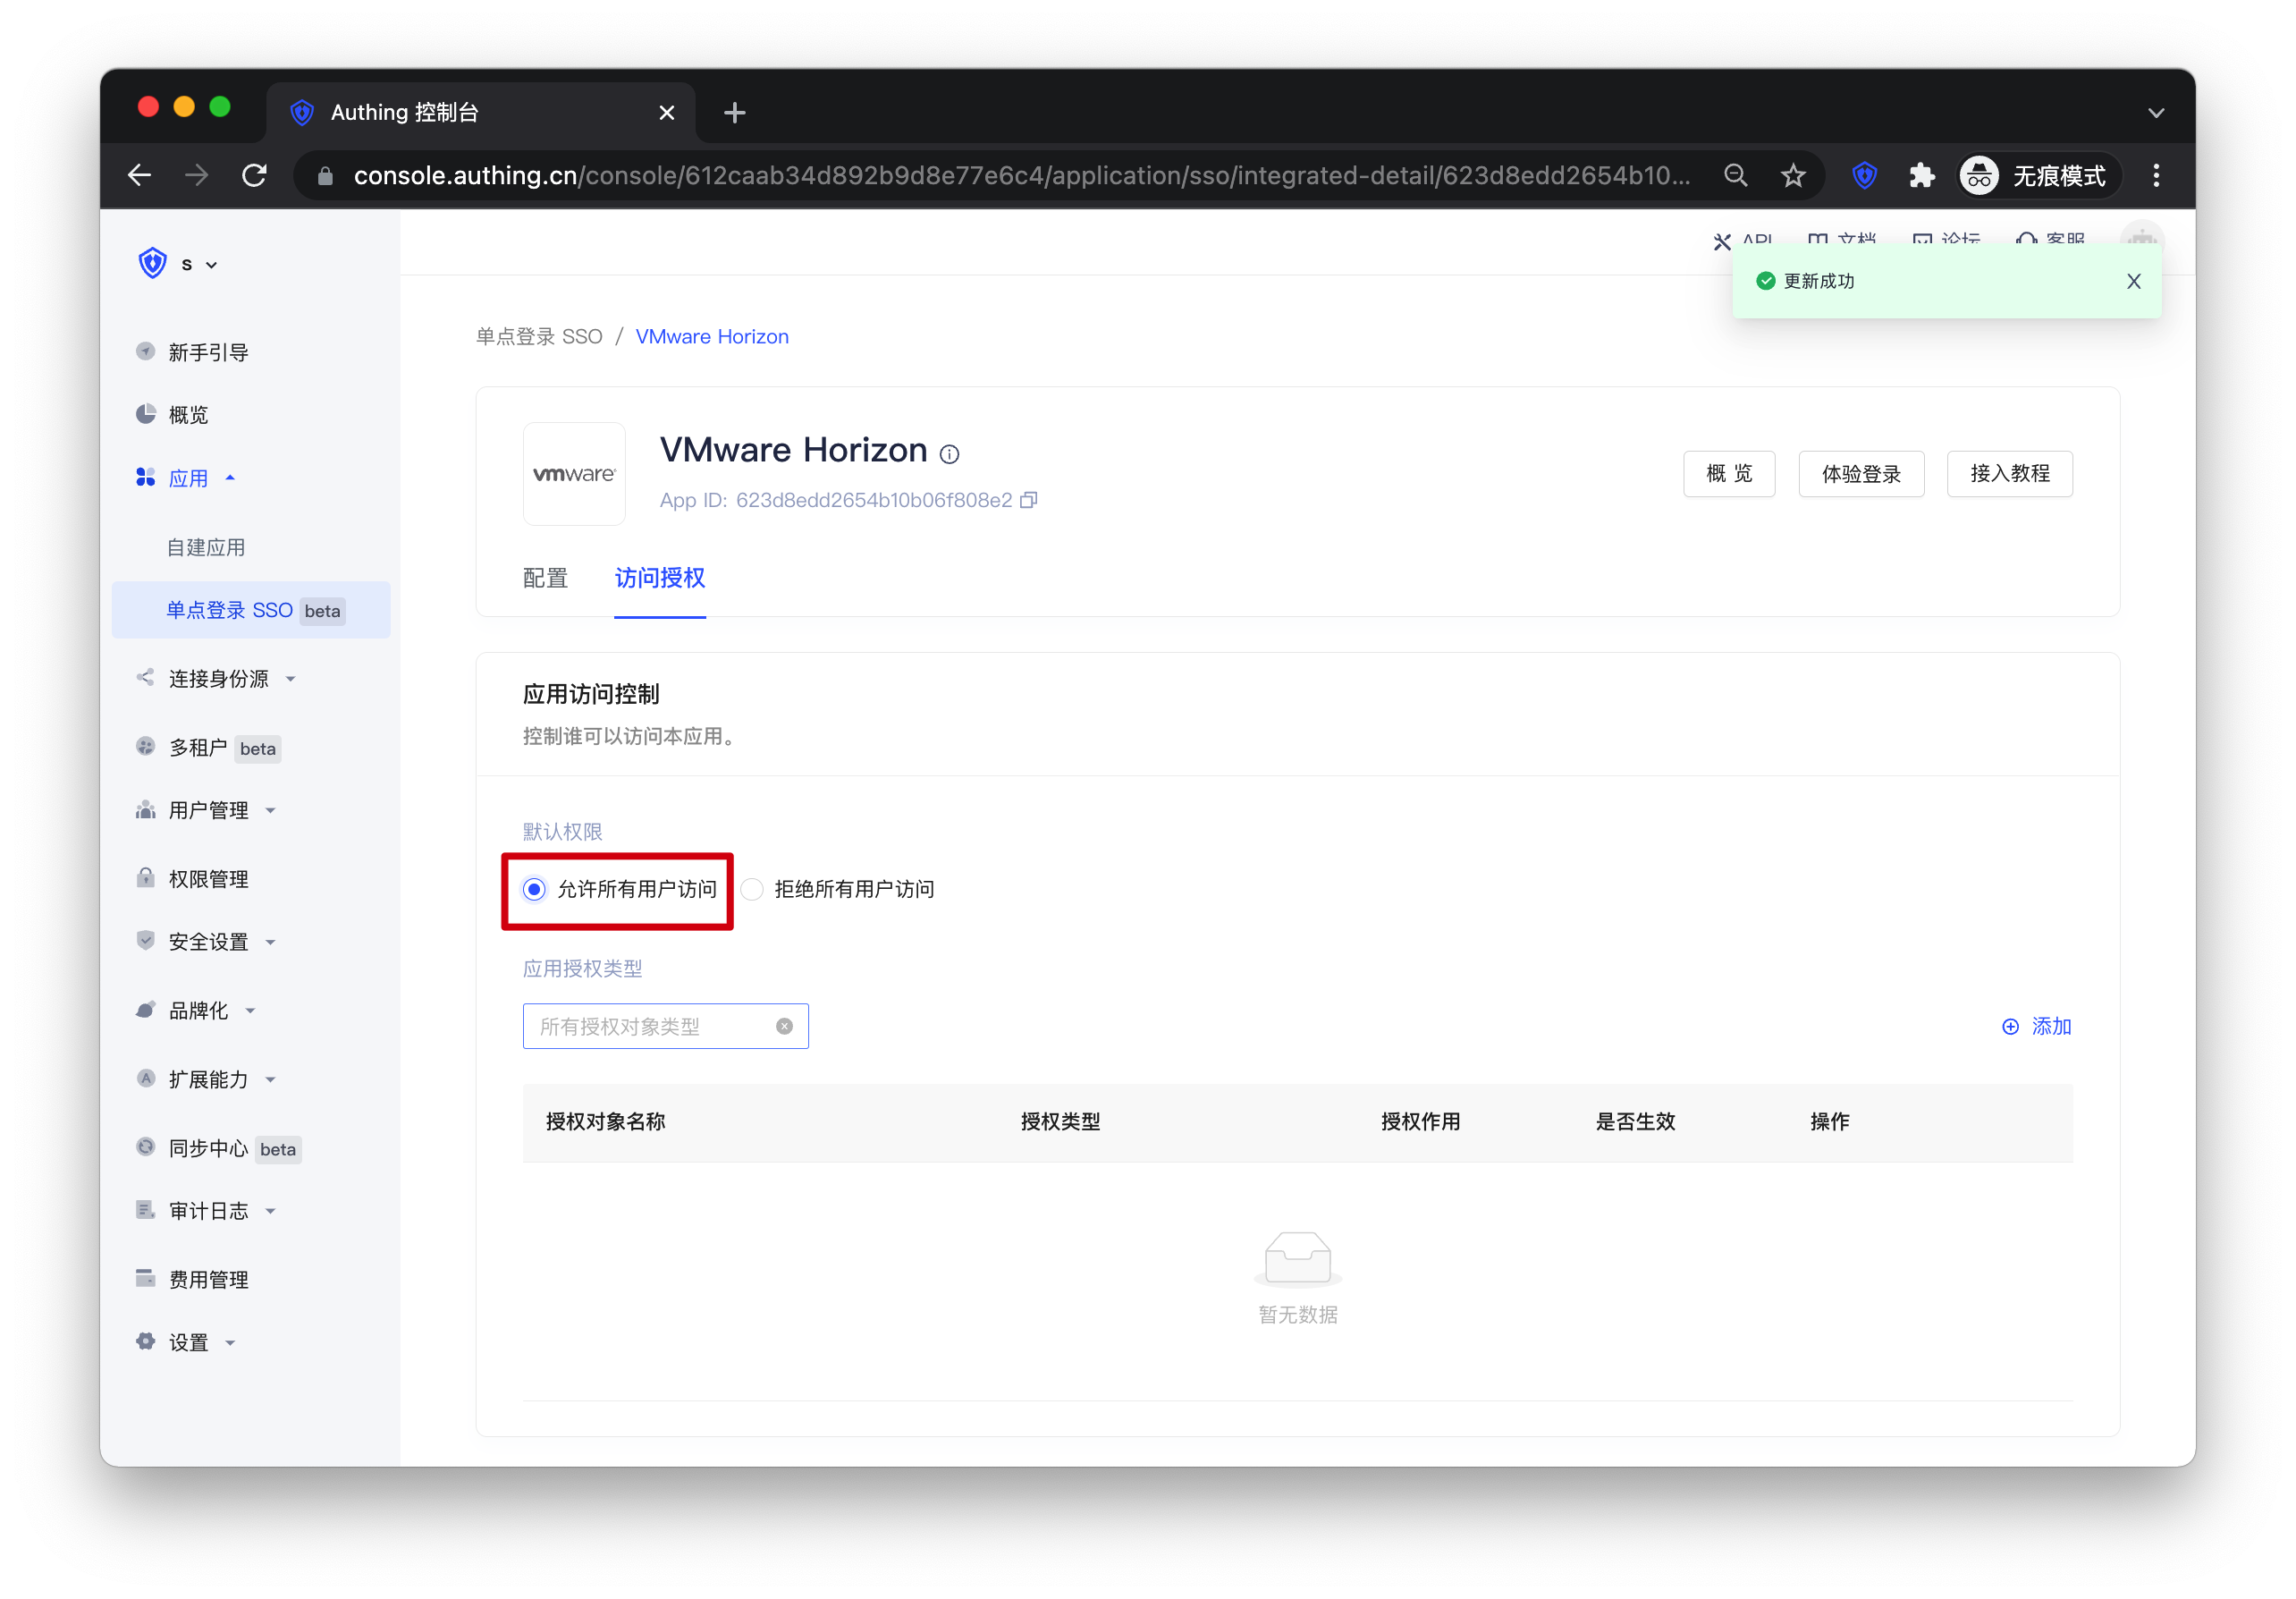 Authing 控制台
console.authing.cn/console/612caab34d892b9d8e77e6c4/application/sso/integrated-detail/623d8edd2654b10...
无痕模式
s
API 文档 论坛 客服
更新成功
新手引导
概览
应用
自建应用
单点登录 SSO beta
连接身份源
多租户 beta
用户管理
权限管理
安全设置
品牌化
扩展能力
同步中心 beta
审计日志
费用管理
设置
单点登录 SSO / VMware Horizon
vmware
VMware Horizon
App ID: 623d8edd2654b10b06f808e2
概 览
体验登录
接入教程
配置
访问授权
应用访问控制
控制谁可以访问本应用。
默认权限
允许所有用户访问
拒绝所有用户访问
应用授权类型
所有授权对象类型
添加
授权对象名称 授权类型 授权作用 是否生效 操作
暂无数据